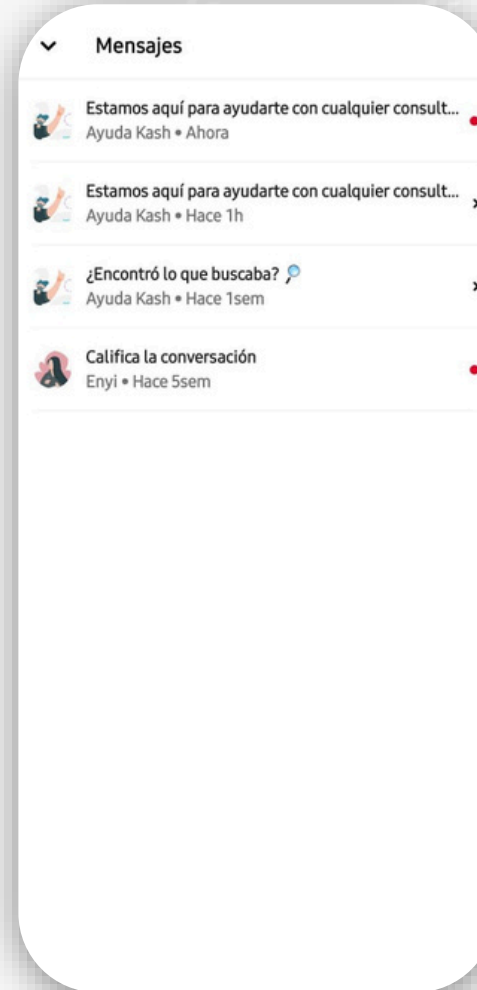 Mensajes
Estamos aquí para ayudarte con cualquier consult...
Ayuda Kash • Ahora
Estamos aquí para ayudarte con cualquier consult...
Ayuda Kash • Hace 1h
¿Encontró lo que buscaba? 🔎
Ayuda Kash • Hace 1sem
Califica la conversación
Enyi • Hace 5sem